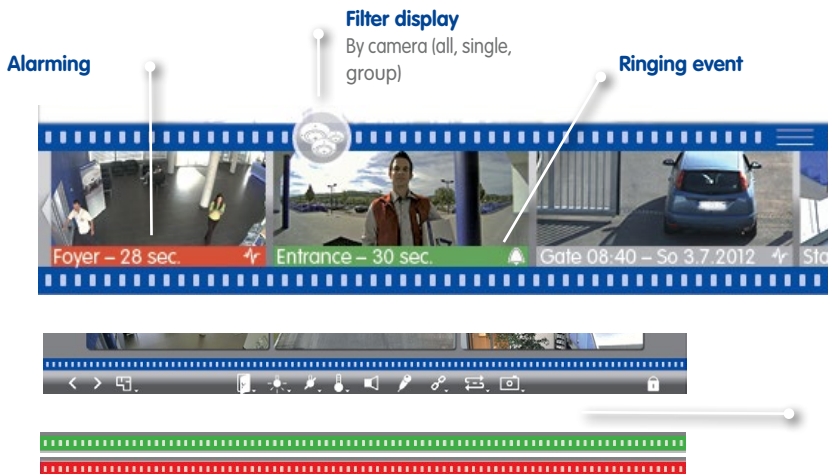 Filter display
By camera (all, single,
group)
Alarming
Ringing event
Foyer – 28 sec.
Entrance – 30 sec.
Gate 08:40 – So 3.7.2012
Sta